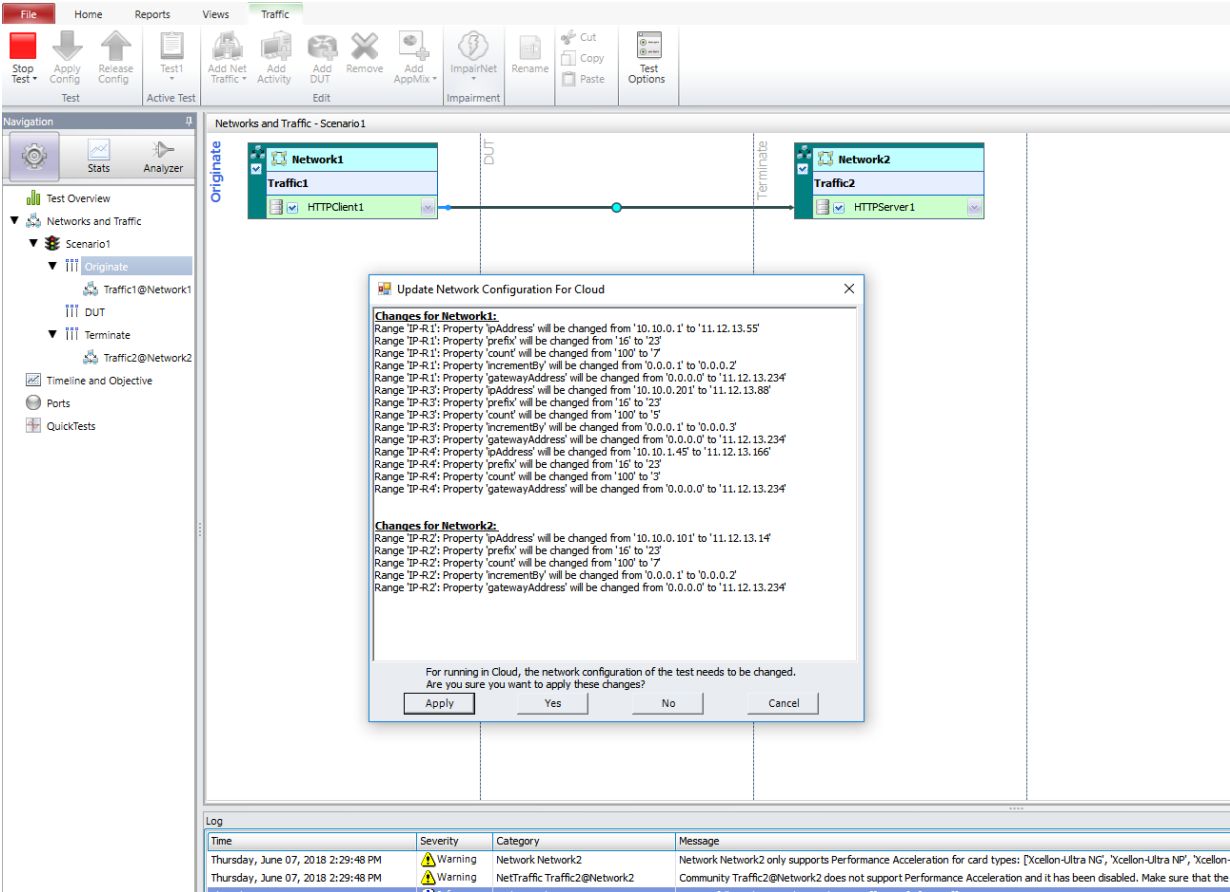 File Home Reports Views Traffic
Stop Test Apply Config Release Config Test1 Add Net Traffic Add Activity Add DUT Remove Add AppMix ImpairNet Rename Cut Copy Paste Test Options
Test Active Test Edit Impairment
Navigation
Stats Analyzer
Test Overview
Networks and Traffic
Scenario1
Originate
Traffic1@Network1
DUT
Terminate
Traffic2@Network2
Timeline and Objective
Ports
QuickTests
Networks and Traffic - Scenario1
Originate
DUT
Terminate
Network1
Traffic1
HTTPClient1
Network2
Traffic2
HTTPServer1
Update Network Configuration For Cloud
Changes for Network1:
Range 'IP-R1': Property 'ipAddress' will be changed from '10.10.0.1' to '11.12.13.55'
Range 'IP-R1': Property 'prefix' will be changed from '16' to '23'
Range 'IP-R1': Property 'count' will be changed from '100' to '7'
Range 'IP-R1': Property 'incrementBy' will be changed from '0.0.0.1' to '0.0.0.2'
Range 'IP-R1': Property 'gatewayAddress' will be changed from '0.0.0.0' to '11.12.13.234'
Range 'IP-R3': Property 'ipAddress' will be changed from '10.10.0.201' to '11.12.13.88'
Range 'IP-R3': Property 'prefix' will be changed from '16' to '23'
Range 'IP-R3': Property 'count' will be changed from '100' to '5'
Range 'IP-R3': Property 'incrementBy' will be changed from '0.0.0.1' to '0.0.0.3'
Range 'IP-R3': Property 'gatewayAddress' will be changed from '0.0.0.0' to '11.12.13.234'
Range 'IP-R4': Property 'ipAddress' will be changed from '10.10.1.45' to '11.12.13.166'
Range 'IP-R4': Property 'prefix' will be changed from '16' to '23'
Range 'IP-R4': Property 'count' will be changed from '100' to '3'
Range 'IP-R4': Property 'gatewayAddress' will be changed from '0.0.0.0' to '11.12.13.234'
Changes for Network2:
Range 'IP-R2': Property 'ipAddress' will be changed from '10.10.0.101' to '11.12.13.14'
Range 'IP-R2': Property 'prefix' will be changed from '16' to '23'
Range 'IP-R2': Property 'count' will be changed from '100' to '7'
Range 'IP-R2': Property 'incrementBy' will be changed from '0.0.0.1' to '0.0.0.2'
Range 'IP-R2': Property 'gatewayAddress' will be changed from '0.0.0.0' to '11.12.13.234'
For running in Cloud, the network configuration of the test needs to be changed.
Are you sure you want to apply these changes?
Apply Yes No Cancel
Log
Time Severity Category Message
Thursday, June 07, 2018 2:29:48 PM Warning Network Network2 Network Network2 only supports Performance Acceleration for card types: ['Xcellon-Ultra NG', 'Xcellon-Ultra NP', 'Xcellon-
Thursday, June 07, 2018 2:29:48 PM Warning NetTraffic Traffic2@Network2 Community Traffic2@Network2 does not support Performance Acceleration and it has been disabled. Make sure that the